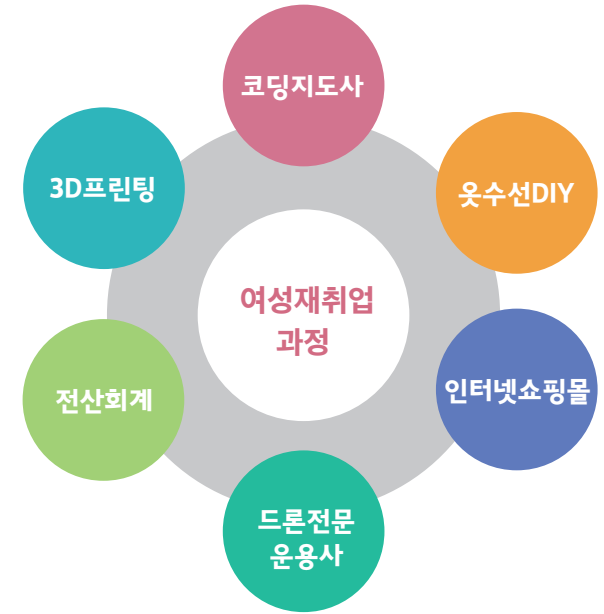 코딩지도사
3D프린팅
옷수선DIY
여성재취업
과정
전산회계
인터넷쇼핑몰
드론전문
운용사